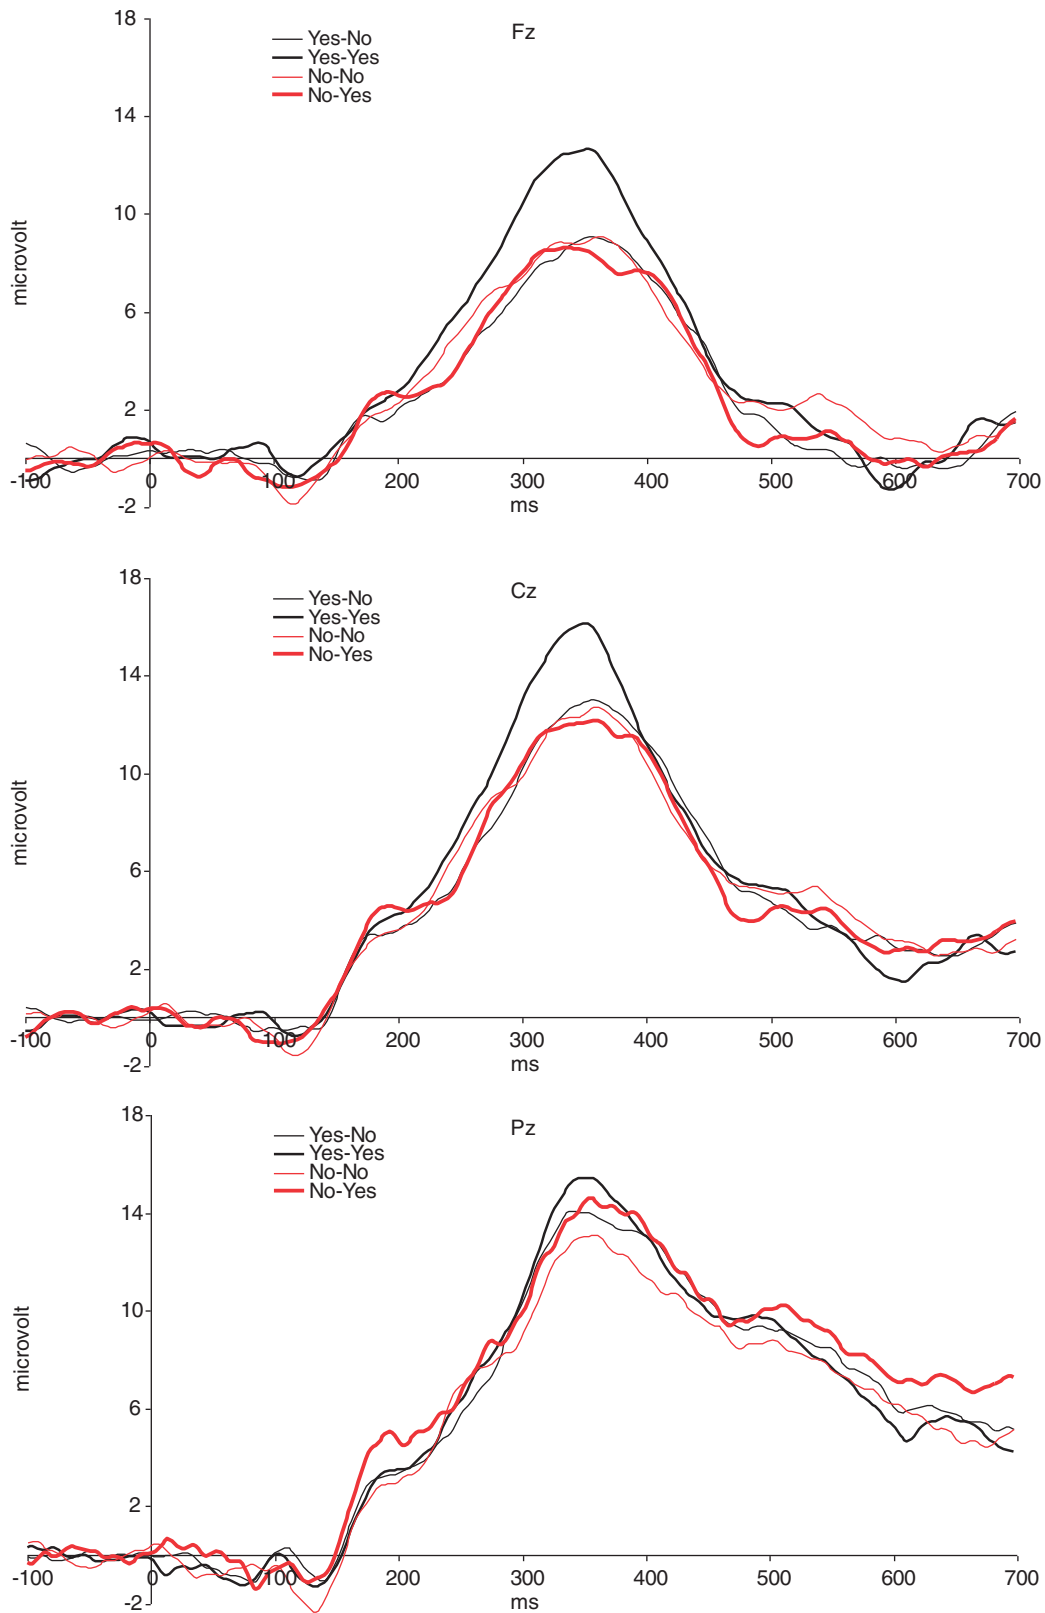 18
Fz
Yes-No
Yes-Yes
No-No
No-Yes
14
10
microvolt
6
2
-100 0 100 200 300 400 500 600 700
-2
ms
18
Cz
Yes-No
Yes-Yes
No-No
No-Yes
14
10
microvolt
6
2
-100 0 100 200 300 400 500 600 700
-2
ms
18
Pz
Yes-No
Yes-Yes
No-No
No-Yes
14
10
microvolt
6
2
-100 0 100 200 300 400 500 600 700
-2
ms